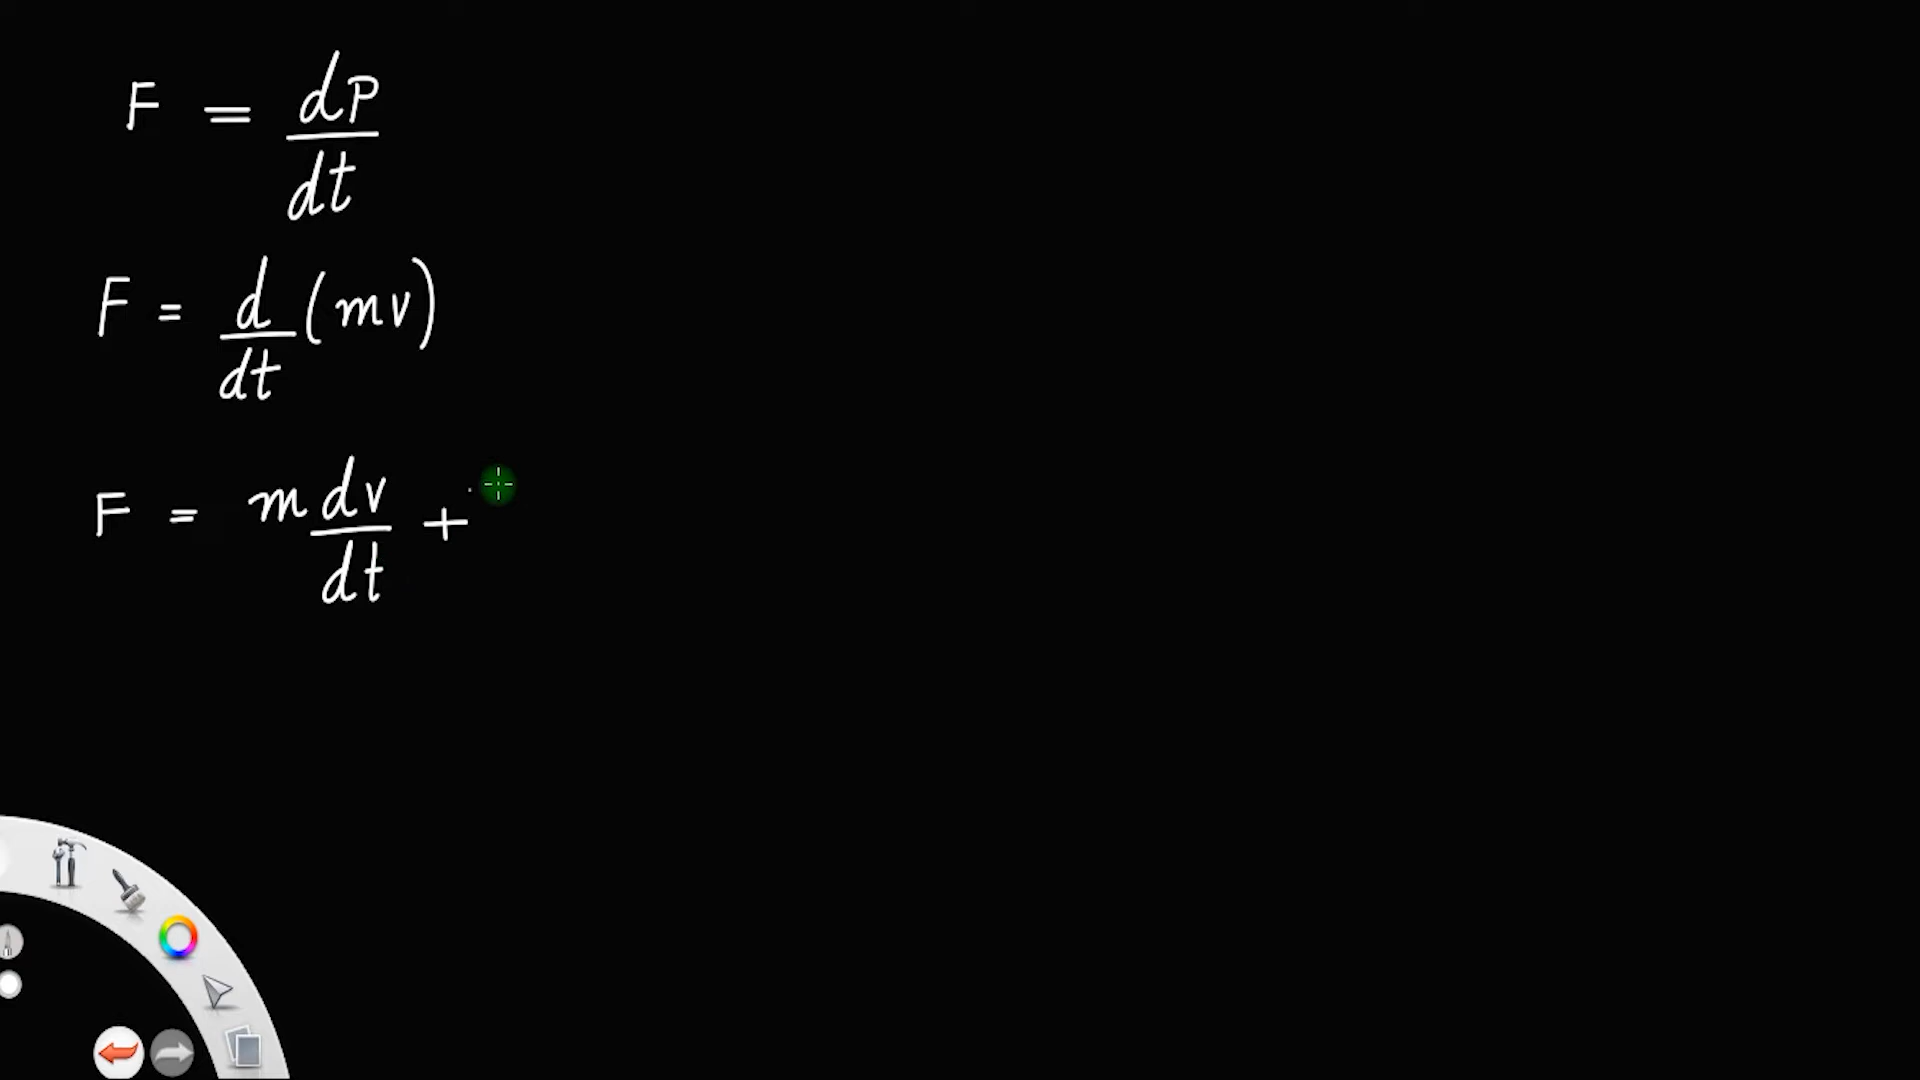 F = dP/dt
F = d/dt (mv)
F = m dv/dt +